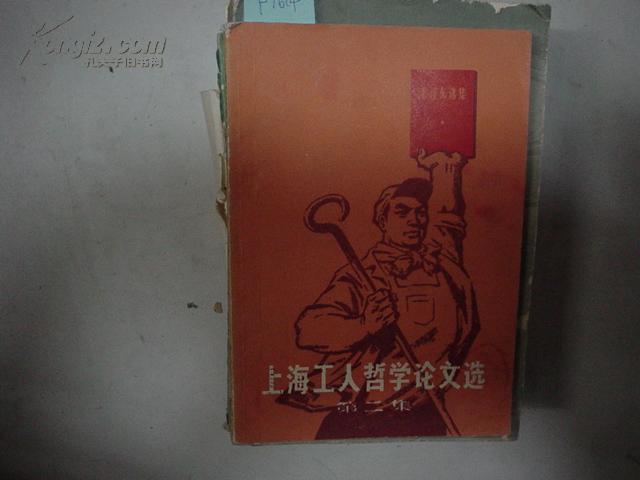 Kongfz.com
孔夫子旧书网
P1614
毛泽东选集
上海工人哲学论文选
第二集